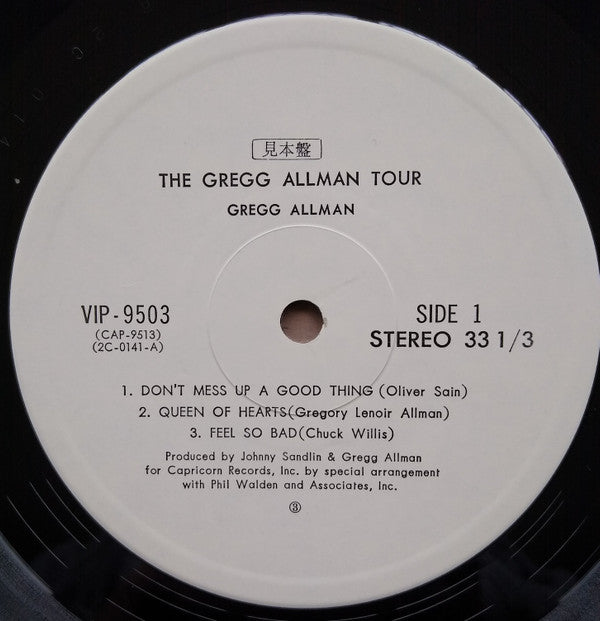 見本盤
THE GREGG ALLMAN TOUR
GREGG ALLMAN
VIP-9503
(CAP-9513)
(2C-0141-A)
SIDE 1
STEREO 33 1/3
1. DON'T MESS UP A GOOD THING (Oliver Sain)
2. QUEEN OF HEARTS(Gregory Lenoir Allman)
3. FEEL SO BAD(Chuck Willis)
Produced by Johnny Sandlin & Gregg Allman
for Capricorn Records, Inc. by special arrangement
with Phil Walden and Associates, Inc.
③